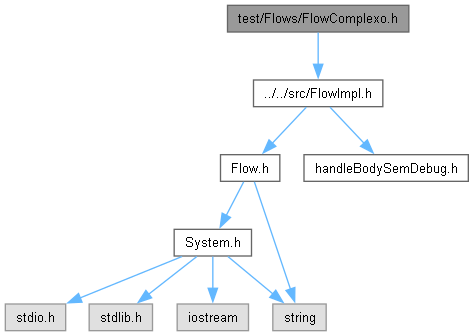 test/Flows/FlowComplexo.h
../../src/FlowImpl.h
Flow.h
handleBodySemDebug.h
System.h
stdio.h
stdlib.h
iostream
string